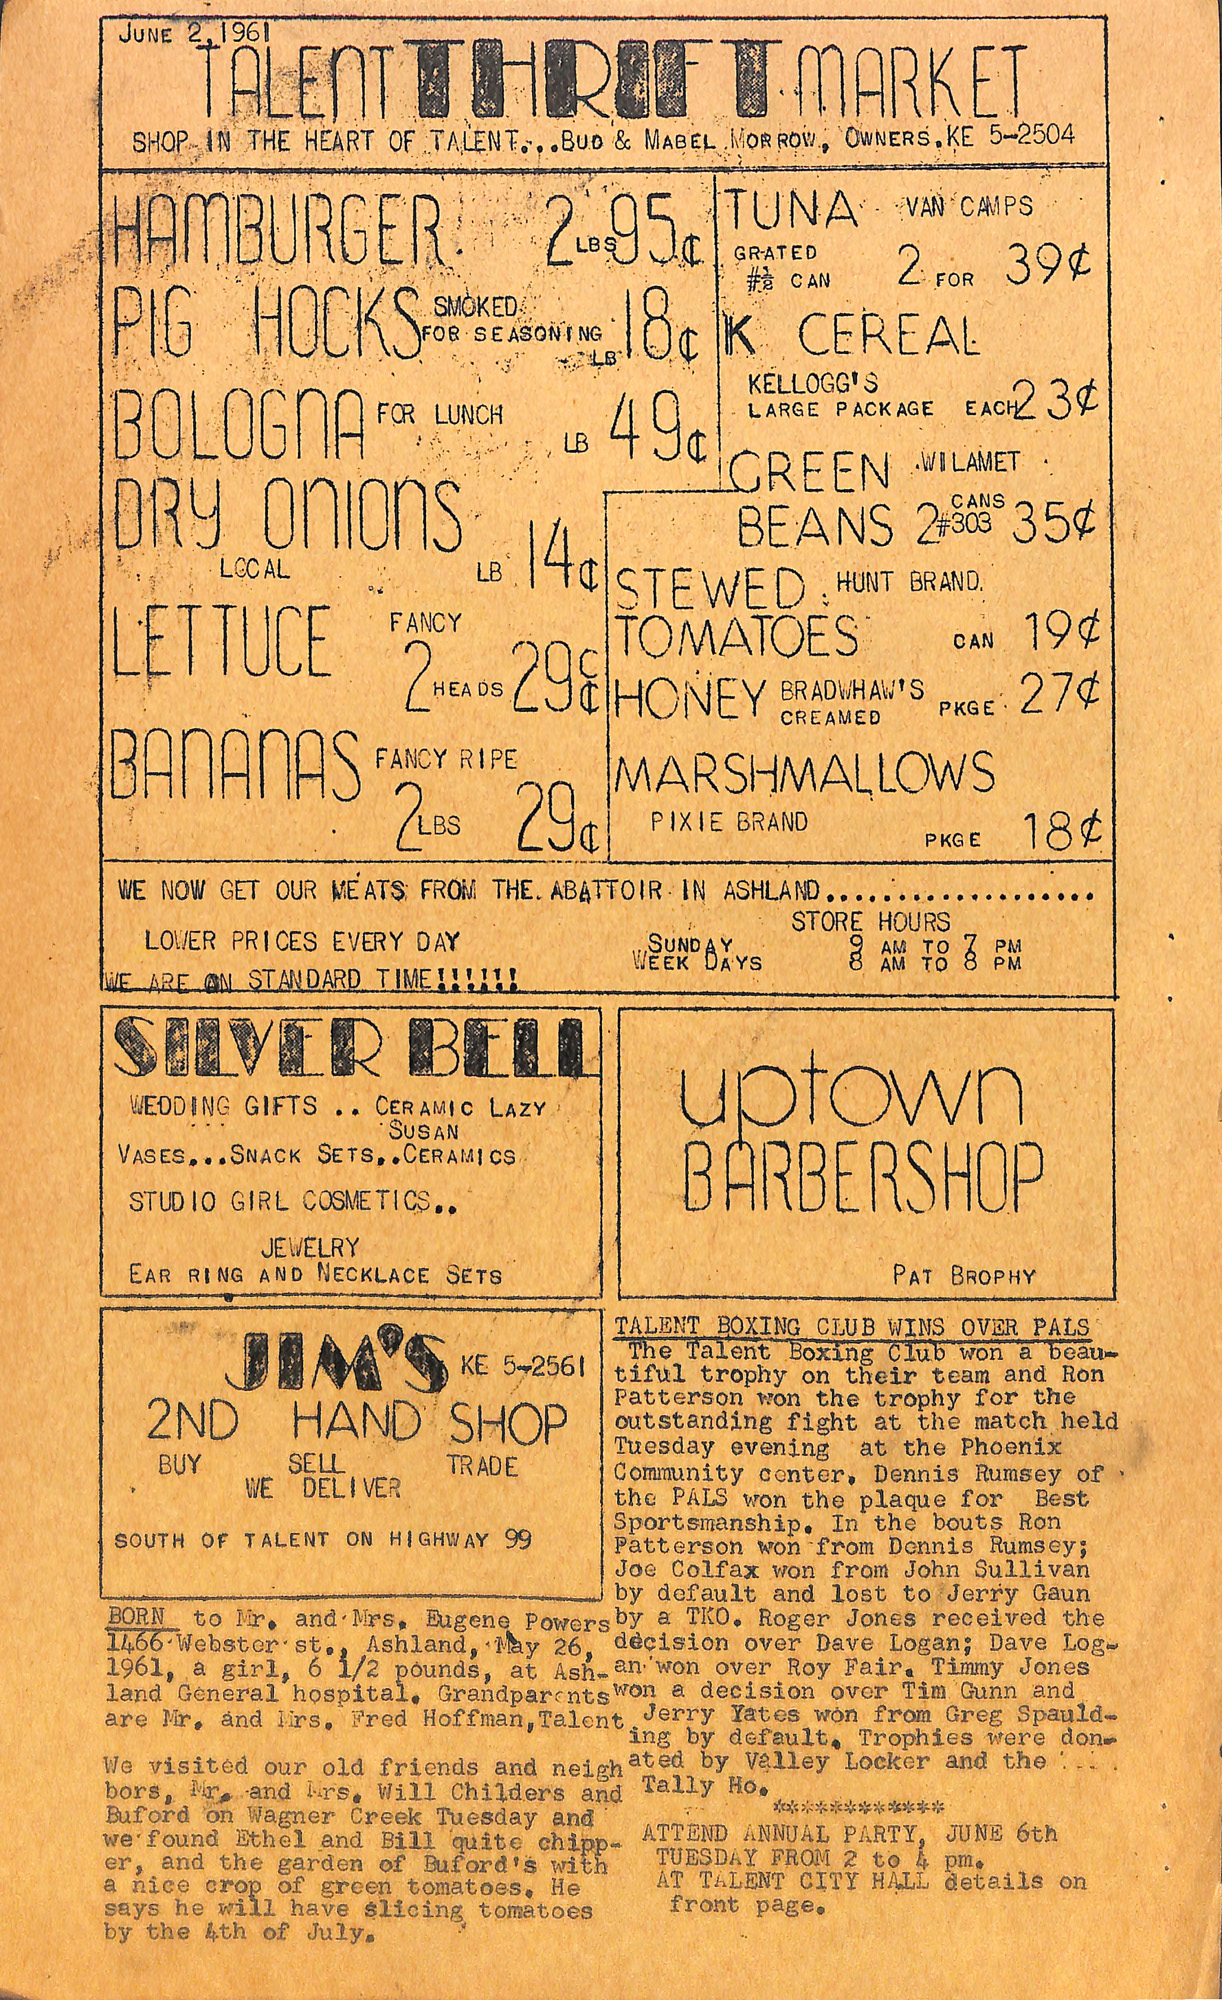 JUNE 2, 1961
TALENT THRIFT MARKET
SHOP IN THE HEART OF TALENT...BUD & MABEL MORROW, OWNERS.KE 5-2504
HAMBURGER 2 LBS 95¢
PIG HOCKS SMOKED
FOR SEASONING LB 18¢
BOLOGNA FOR LUNCH
LB 49¢
DRY ONIONS
LOCAL LB 14¢
LETTUCE FANCY
2 HEADS 29¢
BANANAS FANCY RIPE
2 LBS 29¢
TUNA VAN CAMPS
GRATED
#½ CAN 2 FOR 39¢
K CEREAL
KELLOGG'S
LARGE PACKAGE EACH 23¢
GREEN WILAMET
BEANS 2 CANS #303 35¢
STEWED HUNT BRAND.
TOMATOES CAN 19¢
HONEY BRADWHAW'S
CREAMED PKGE 27¢
MARSHMALLOWS
PIXIE BRAND
PKGE 18¢
WE NOW GET OUR MEATS FROM THE ABATTOIR IN ASHLAND....................
STORE HOURS
LOWER PRICES EVERY DAY
SUNDAY 9 AM TO 7 PM
WEEK DAYS 8 AM TO 8 PM
WE ARE ON STANDARD TIME!!!!!!
SILVER BELL
WEDDING GIFTS .. CERAMIC LAZY
SUSAN
VASES...SNACK SETS..CERAMICS
STUDIO GIRL COSMETICS..
JEWELRY
EAR RING AND NECKLACE SETS
uptown
BARBERSHOP
PAT BROPHY
JIM'S KE 5-2561
2ND HAND SHOP
BUY SELL TRADE
WE DELIVER
SOUTH OF TALENT ON HIGHWAY 99
BORN to Mr. and Mrs. Eugene Powers
1466 Webster st., Ashland, May 26,
1961, a girl, 6 1/2 pounds, at Ash-
land General hospital. Grandparents
are Mr. and Mrs. Fred Hoffman,Talent
We visited our old friends and neigh
bors, Mr. and Mrs. Will Childers and
Buford on Wagner Creek Tuesday and
we found Ethel and Bill quite chipp-
er, and the garden of Buford's with
a nice crop of green tomatoes. He
says he will have slicing tomatoes
by the 4th of July.
TALENT BOXING CLUB WINS OVER PALS
The Talent Boxing Club won a beau-
tiful trophy on their team and Ron
Patterson won the trophy for the
outstanding fight at the match held
Tuesday evening at the Phoenix
Community center. Dennis Rumsey of
the PALS won the plaque for Best
Sportsmanship. In the bouts Ron
Patterson won from Dennis Rumsey;
Joe Colfax won from John Sullivan
by default and lost to Jerry Gaun
by a TKO. Roger Jones received the
decision over Dave Logan; Dave Log-
an won over Roy Fair. Timmy Jones
won a decision over Tim Gunn and
Jerry Yates won from Greg Spauld-
ing by default. Trophies were don-
ated by Valley Locker and the
Tally Ho.
************
ATTEND ANNUAL PARTY, JUNE 6th
TUESDAY FROM 2 to 4 pm.
AT TALENT CITY HALL details on
front page.